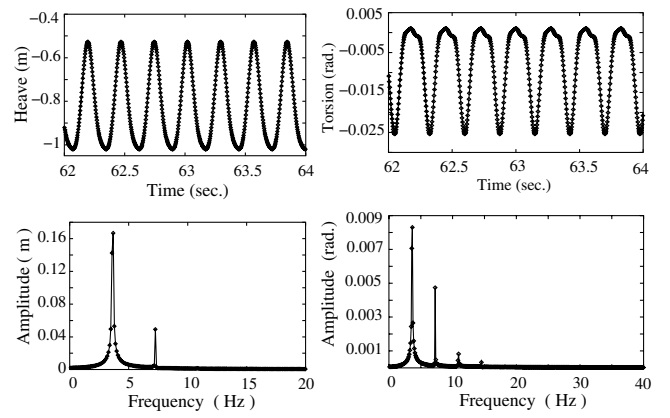 −0.4
−0.6
−0.8
−1
Heave (m)
62 62.5 63 63.5 64
Time (sec.)
0.005
−0.005
−0.015
−0.025
Torsion (rad.)
62 62.5 63 63.5 64
Time (sec.)
0.16
0.12
0.08
0.04
0
Amplitude ( m )
0 5 10 15 20
Frequency ( Hz )
0.009
0.007
0.005
0.003
0.001
Amplitude (rad.)
0 10 20 30 40
Frequency ( Hz )